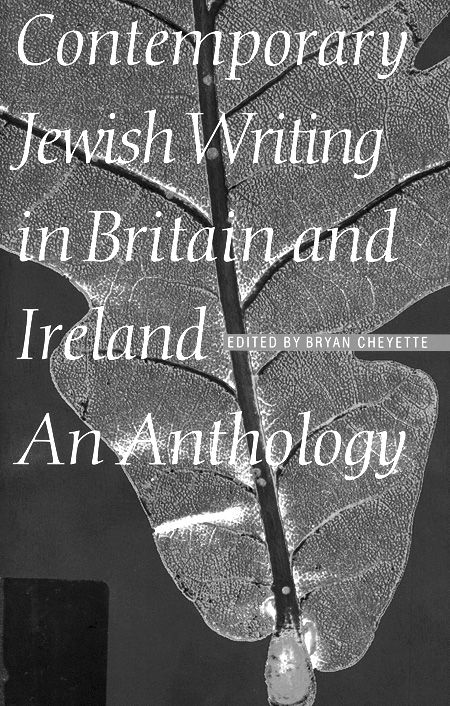 Contemporary
Jewish Writing
in Britain and
Ireland
EDITED BY BRYAN CHEYETTE
An Anthology